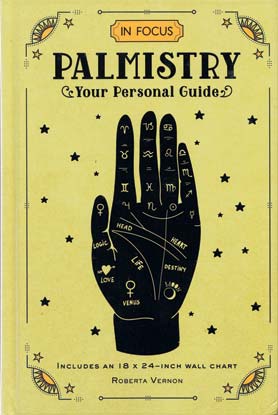 IN FOCUS
PALMISTRY
Your Personal Guide
HEAD
HEART
LOGIC
LIFE
LOVE
DESTINY
VENUS
INCLUDES AN 18 X 24-INCH WALL CHART
ROBERTA VERNON